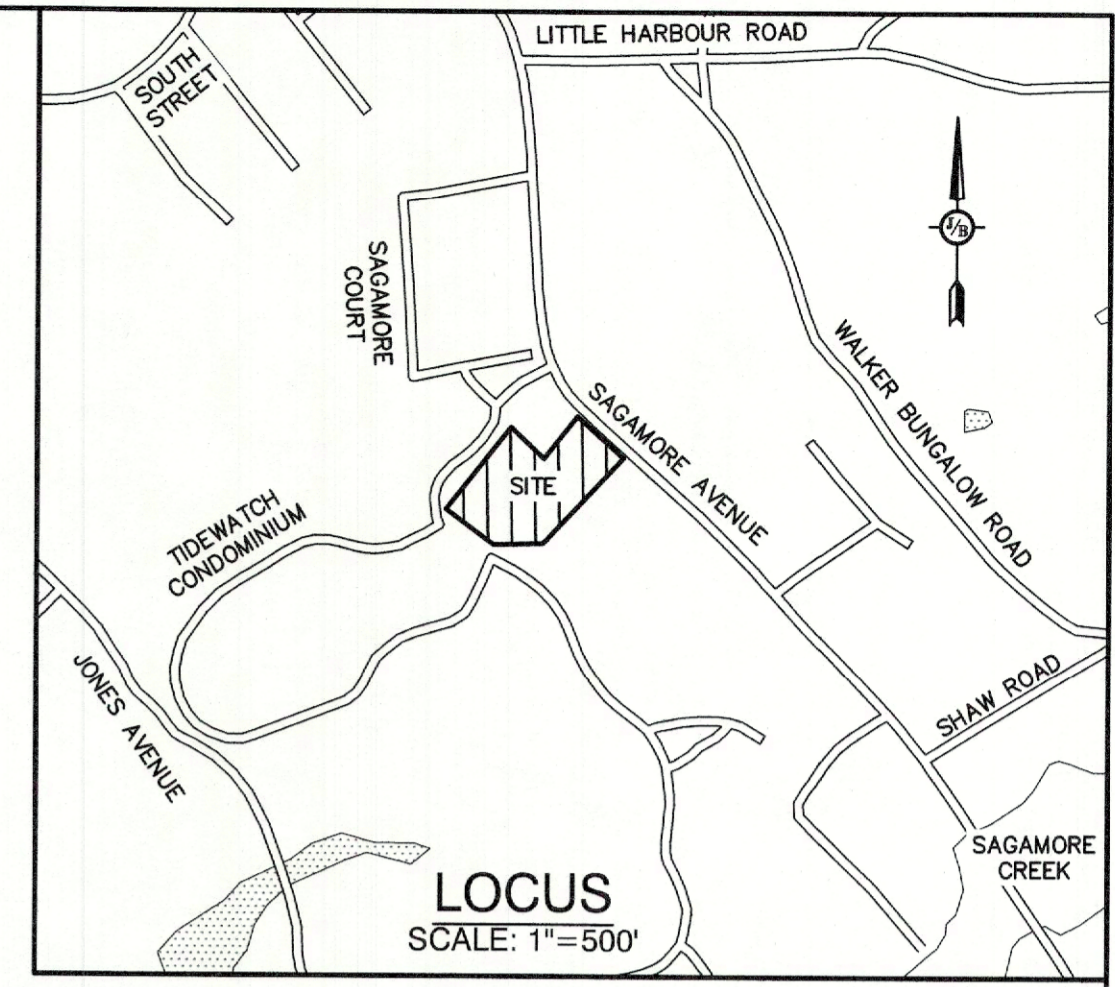 LITTLE HARBOUR ROAD
SOUTH
STREET
J/B
SAGAMORE
COURT
SAGAMORE AVENUE
WALKER BUNGALOW ROAD
SITE
TIDEWATCH
CONDOMINIUM
JONES AVENUE
SHAW ROAD
SAGAMORE
CREEK
LOCUS
SCALE: 1"=500'